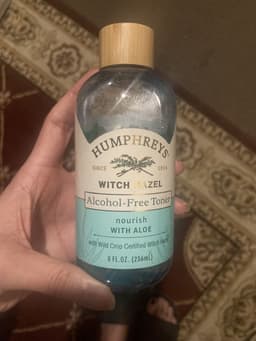 HUMPHREYS
SINCE 1854
WITCH HAZEL
Alcohol-Free Toner
nourish
WITH ALOE
with Wild Crop Certified Witch Hazel
8 FL. OZ. (236mL)